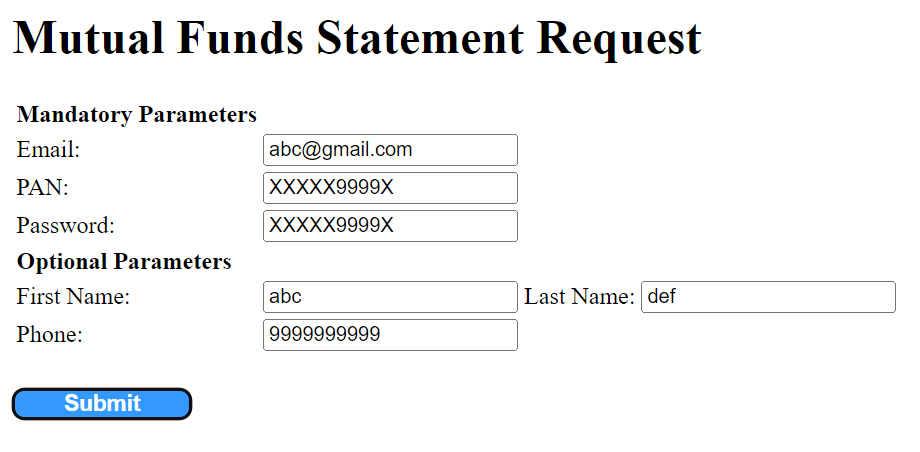 Mutual Funds Statement Request
Mandatory Parameters
Email: abc@gmail.com
PAN: XXXXX9999X
Password: XXXXX9999X
Optional Parameters
First Name: abc Last Name: def
Phone: 9999999999
Submit